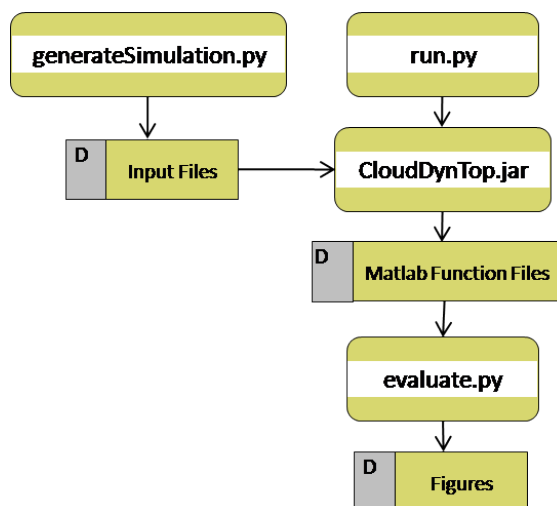 generateSimulation.py
run.py
D
Input Files
CloudDynTop.jar
D
Matlab Function Files
evaluate.py
D
Figures